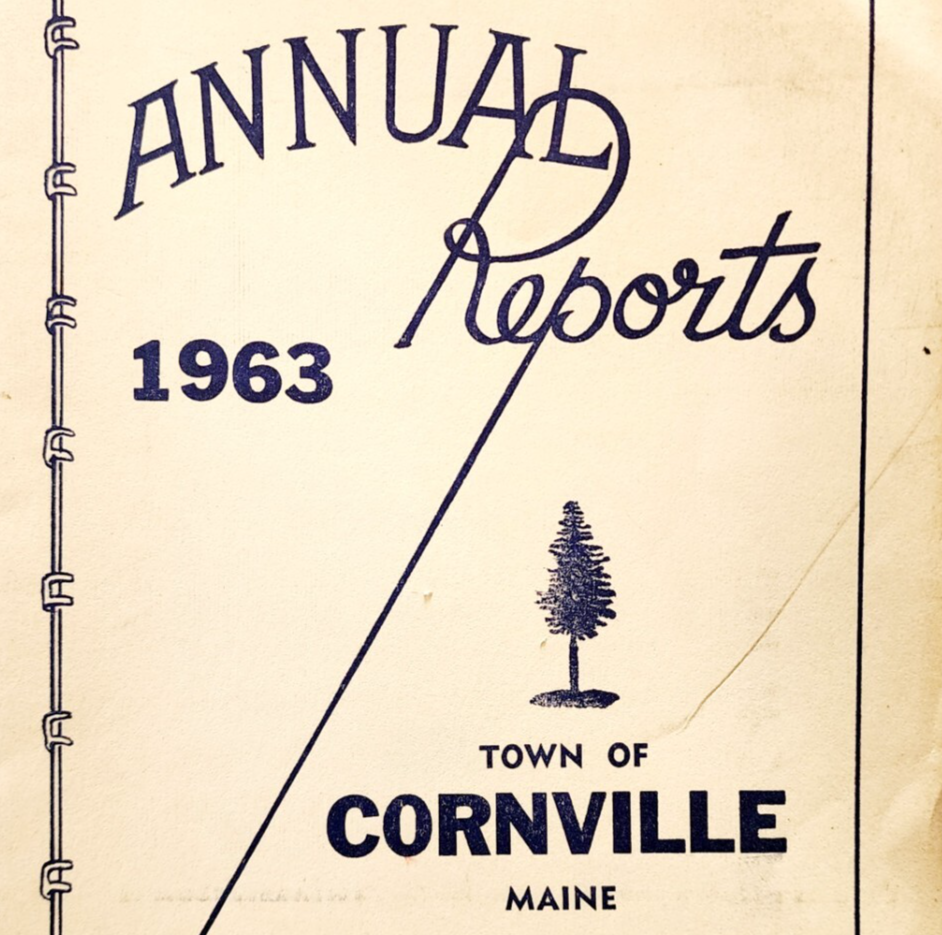 ANNUAL
Reports
1963
TOWN OF
CORNVILLE
MAINE